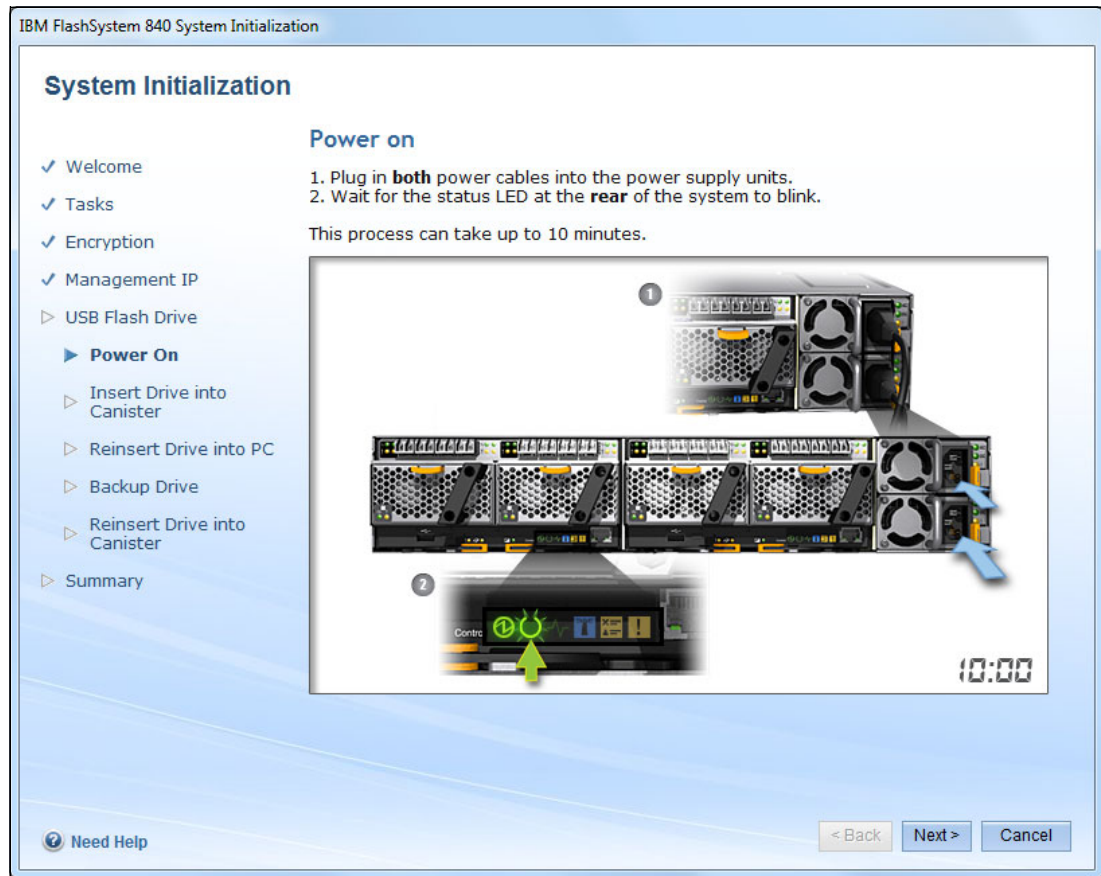 IBM FlashSystem 840 System Initialization
System Initialization
Welcome
Tasks
Encryption
Management IP
USB Flash Drive
Power On
Insert Drive into
Canister
Reinsert Drive into PC
Backup Drive
Reinsert Drive into
Canister
Summary
Power on
1. Plug in both power cables into the power supply units.
2. Wait for the status LED at the rear of the system to blink.
This process can take up to 10 minutes.
1
2
Contro
10:00
Need Help
< Back
Next >
Cancel